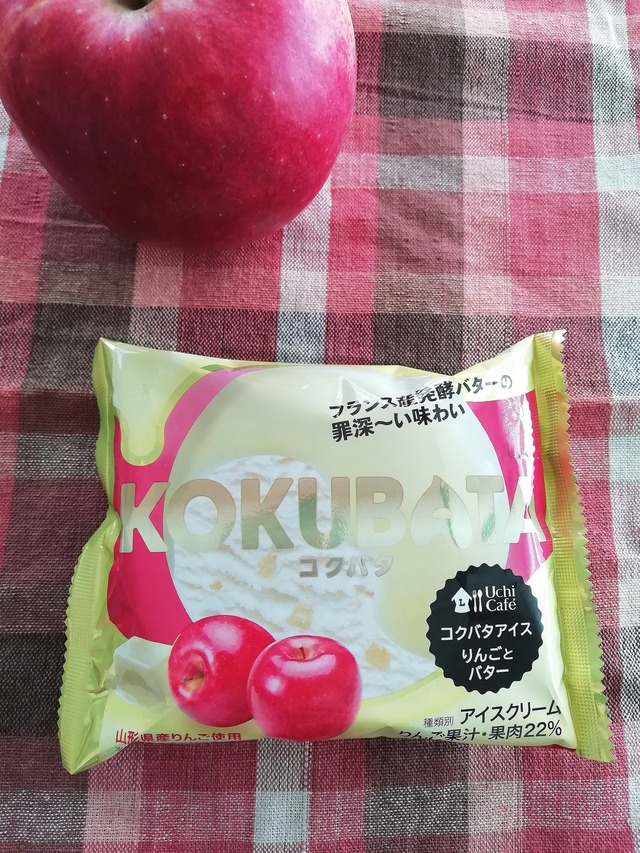 フランス産発酵バターの
罪深〜い味わい
KOKUBATA
コクバタ
Uchi
Café
コクバタアイス
りんごと
バター
種類別 アイスクリーム
りんご果汁・果肉22%
山形県産りんご使用